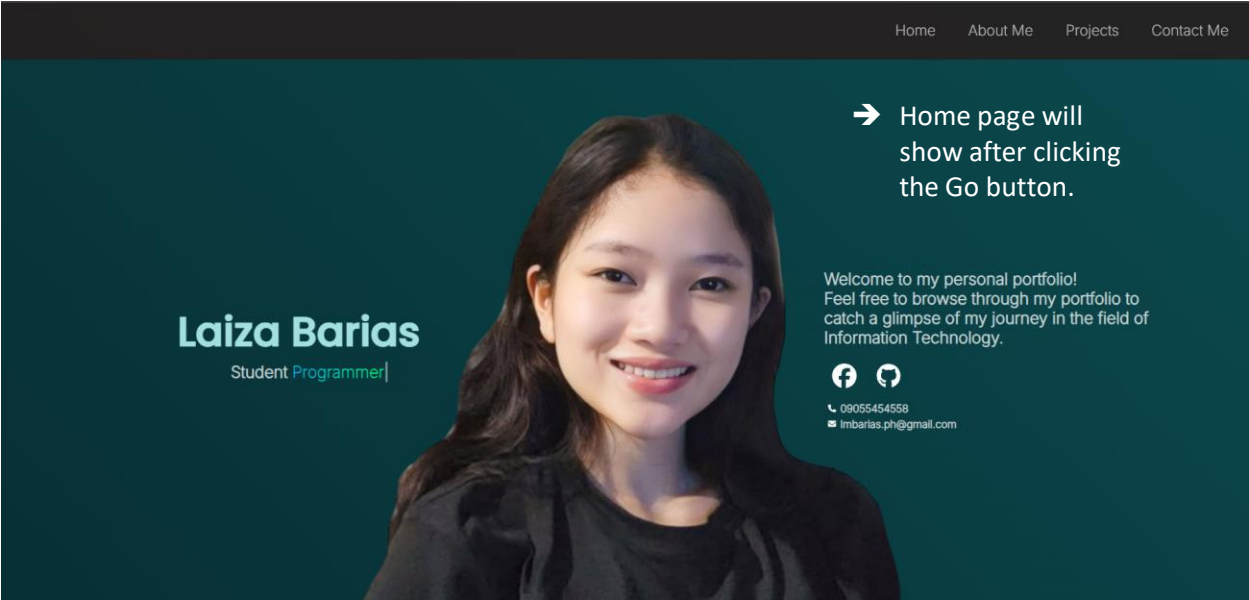 Home About Me Projects Contact Me
➔ Home page will
show after clicking
the Go button.
Laiza Barias
Student Programmer|
Welcome to my personal portfolio!
Feel free to browse through my portfolio to
catch a glimpse of my journey in the field of
Information Technology.
09055454558
lmbarias.ph@gmail.com